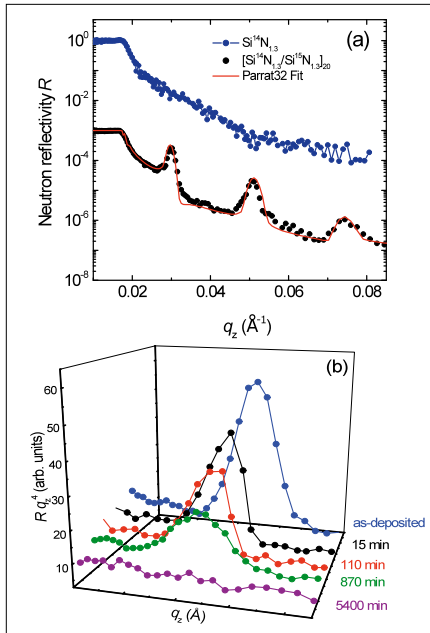 (a)
Si¹⁴N₁.₃
[Si¹⁴N₁.₃/Si¹⁵N₁.₃]₂₀
Parrat32 Fit
Neutron reflectivity R
10⁰
10⁻²
10⁻⁴
10⁻⁶
10⁻⁸
0.02 0.04 0.06 0.08
q_z (Å⁻¹)
(b)
R q_z⁴ (arb. units)
60
50
40
30
20
10
as-deposited
15 min
110 min
870 min
5400 min
q_z (Å)